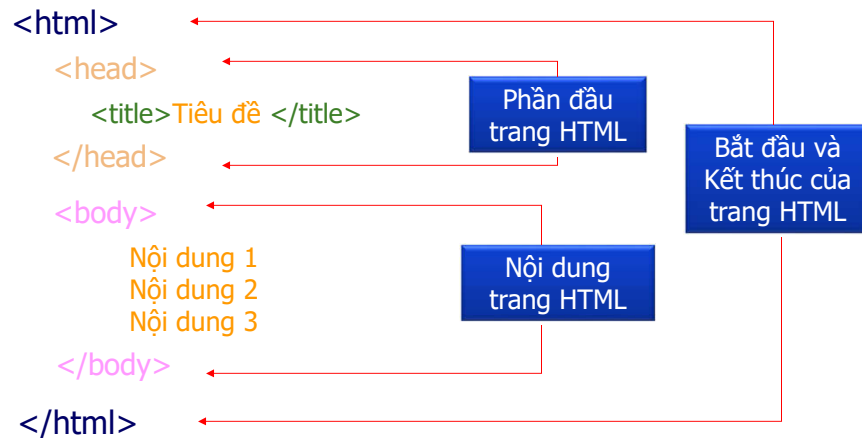 <html>
<head>
<title>Tiêu đề </title>
</head>
<body>
Nội dung 1
Nội dung 2
Nội dung 3
</body>
</html>
Phần đầu
trang HTML
Nội dung
trang HTML
Bắt đầu và
Kết thúc của
trang HTML